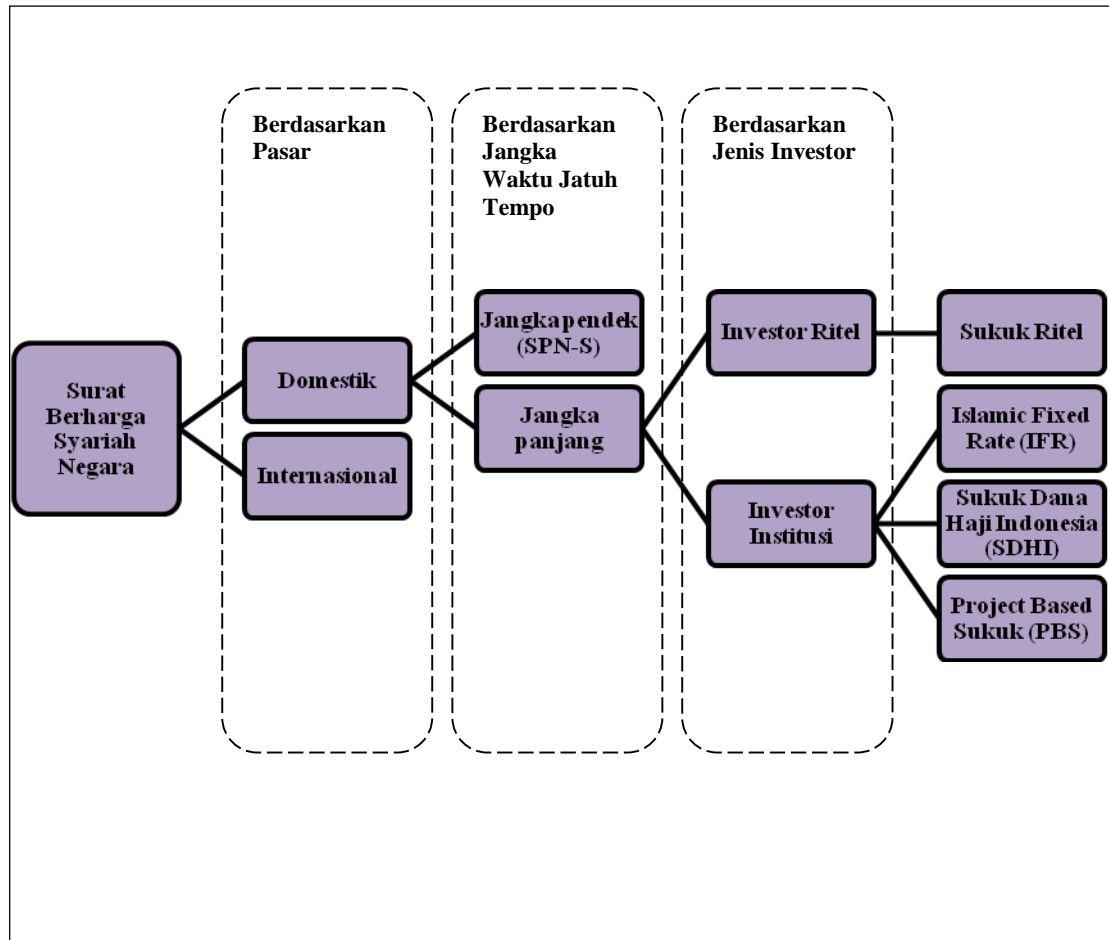 Berdasarkan
Pasar
Berdasarkan
Jangka
Waktu Jatuh
Tempo
Berdasarkan
Jenis Investor
Surat
Berharga
Syariah
Negara
Domestik
Internasional
Jangka pendek
(SPN-S)
Jangka
panjang
Investor Ritel
Investor
Institusi
Sukuk Ritel
Islamic Fixed
Rate (IFR)
Sukuk Dana
Haji Indonesia
(SDHI)
Project Based
Sukuk (PBS)